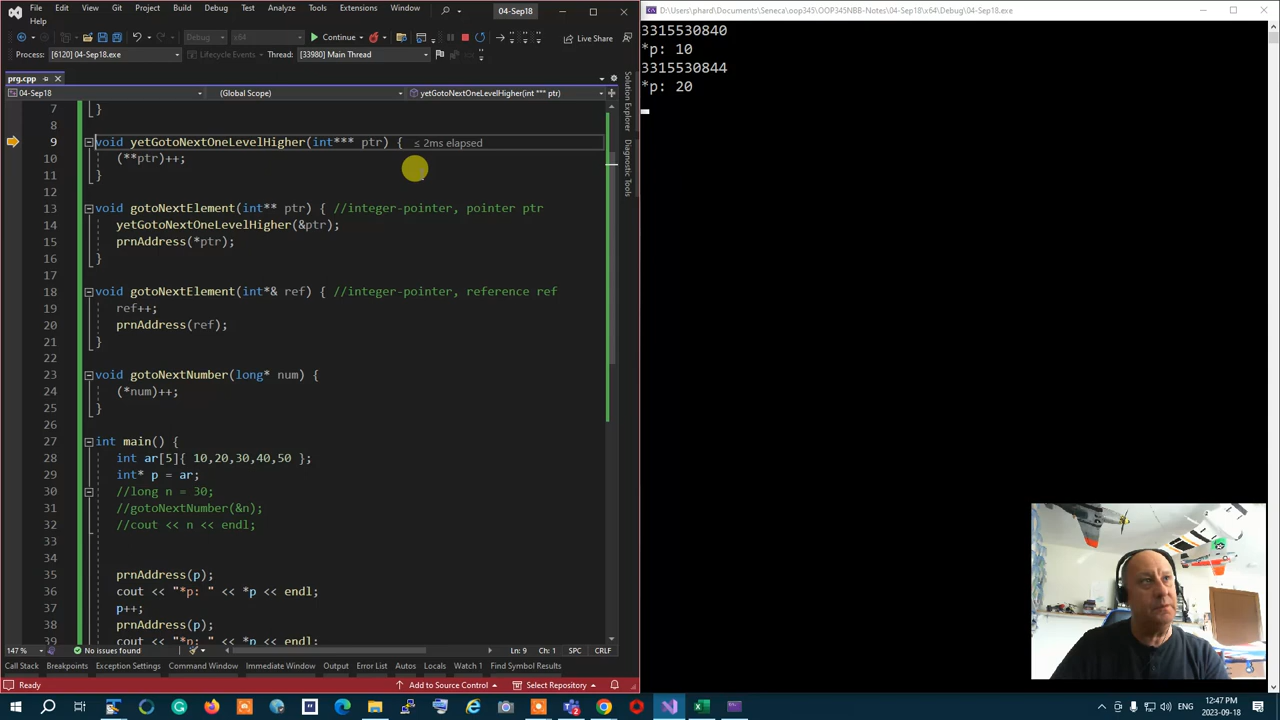 File Edit View Git Project Build Debug Test Analyze Tools Extensions Window 04-Sep18
Help
Debug x64 Continue Live Share
Process: [6120] 04-Sep18.exe Lifecycle Events Thread: [33980] Main Thread
prg.cpp
04-Sep18 (Global Scope) yetGotoNextOneLevelHigher(int *** ptr)
7 }
8
9 void yetGotoNextOneLevelHigher(int*** ptr) { ≤ 2ms elapsed
10 (**ptr)++;
11 }
12
13 void gotoNextElement(int** ptr) { //integer-pointer, pointer ptr
14 yetGotoNextOneLevelHigher(&ptr);
15 prnAddress(*ptr);
16 }
17
18 void gotoNextElement(int*& ref) { //integer-pointer, reference ref
19 ref++;
20 prnAddress(ref);
21 }
22
23 void gotoNextNumber(long* num) {
24 (*num)++;
25 }
26
27 int main() {
28 int ar[5]{ 10,20,30,40,50 };
29 int* p = ar;
30 //long n = 30;
31 //gotoNextNumber(&n);
32 //cout << n << endl;
33
34
35 prnAddress(p);
36 cout << "*p: " << *p << endl;
37 p++;
38 prnAddress(p);
39 cout << "*p: " << *p << endl;
147 % No issues found Ln: 9 Ch: 1 SPC CRLF
Call Stack Breakpoints Exception Settings Command Window Immediate Window Output Error List Autos Locals Watch 1 Find Symbol Results
Ready Add to Source Control Select Repository
Solution Explorer
Diagnostic Tools
D:\Users\phard\Documents\Seneca\oop345\OOP345NBB-Notes\04-Sep18\x64\Debug\04-Sep18.exe
3315530840
*p: 10
3315530844
*p: 20
ENG
12:47 PM
2023-09-18